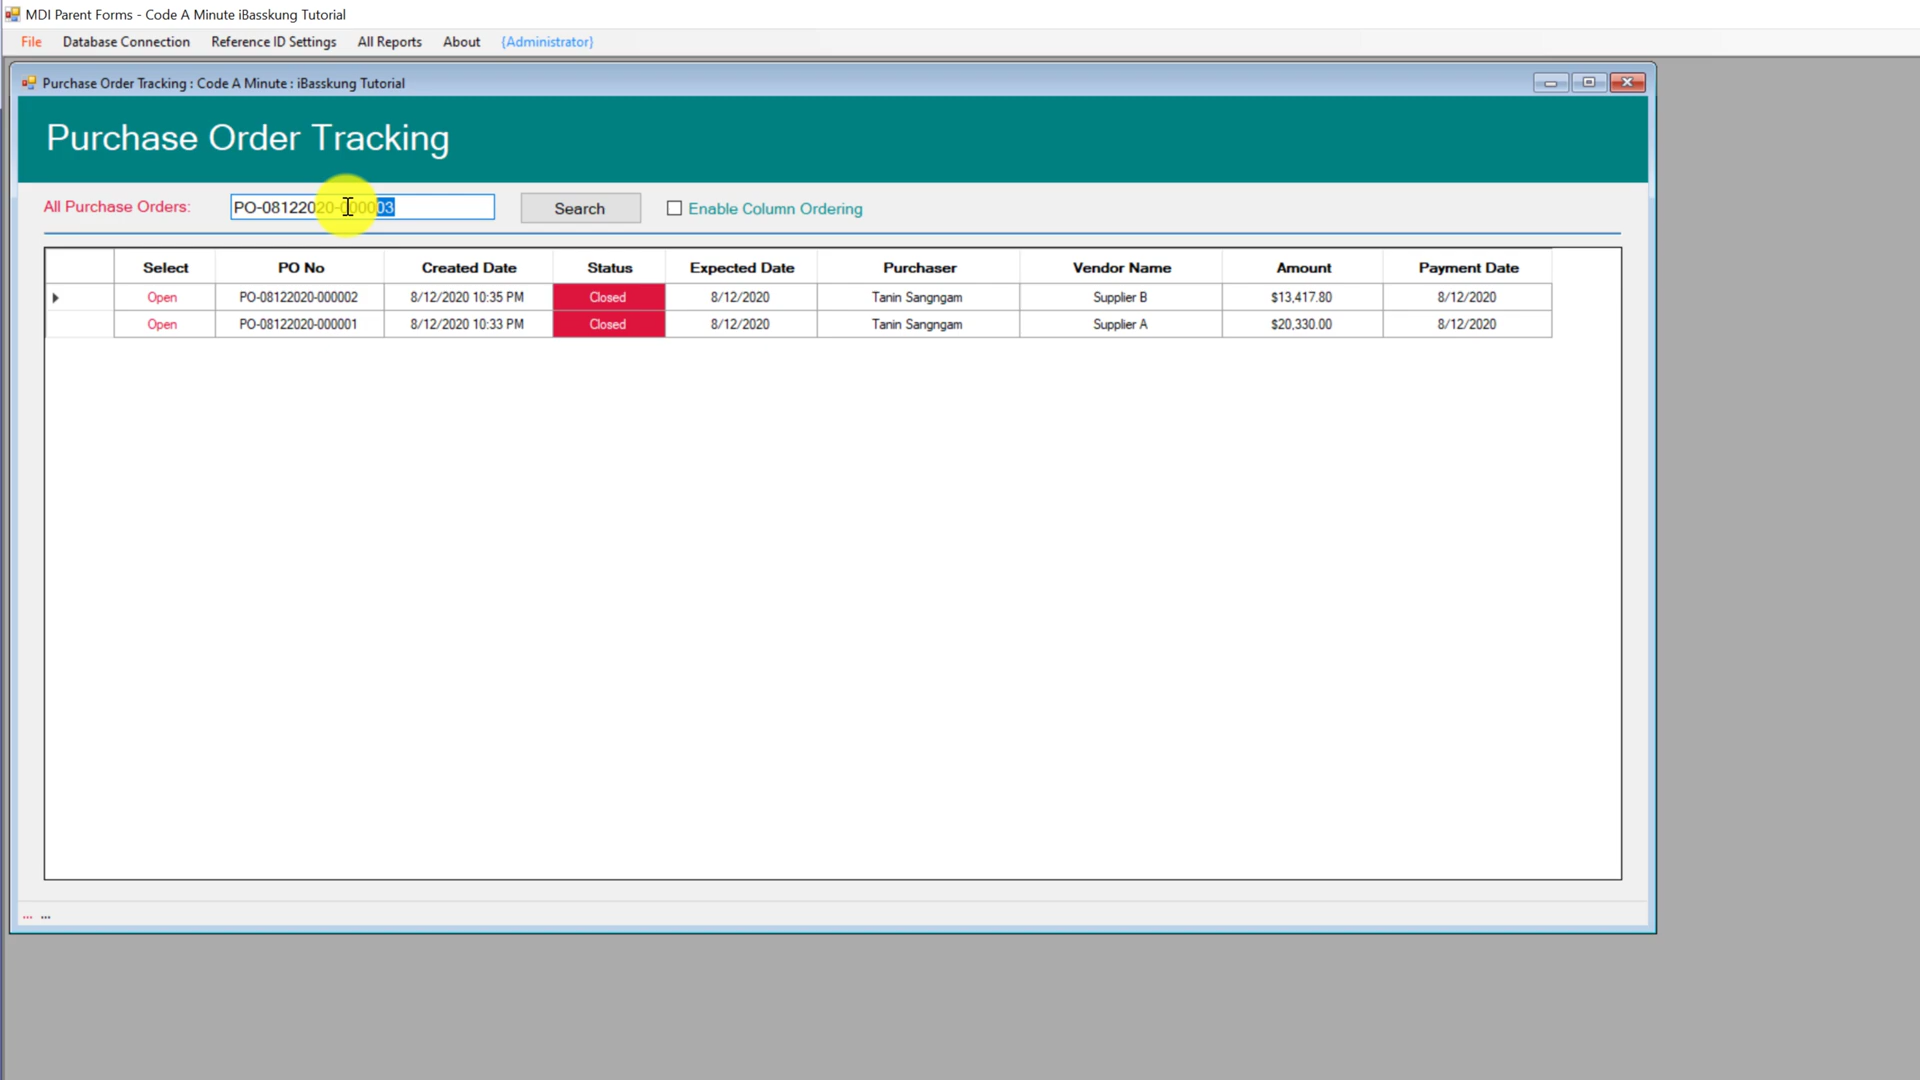 MDI Parent Forms - Code A Minute iBasskung Tutorial
File Database Connection Reference ID Settings All Reports About {Administrator}
Purchase Order Tracking : Code A Minute : iBasskung Tutorial
Purchase Order Tracking
All Purchase Orders: PO-08122020-000003 Search Enable Column Ordering
Select PO No Created Date Status Expected Date Purchaser Vendor Name Amount Payment Date
Open PO-08122020-000002 8/12/2020 10:35 PM Closed 8/12/2020 Tanin Sangngam Supplier B $13,417.80 8/12/2020
Open PO-08122020-000001 8/12/2020 10:33 PM Closed 8/12/2020 Tanin Sangngam Supplier A $20,330.00 8/12/2020
... ...